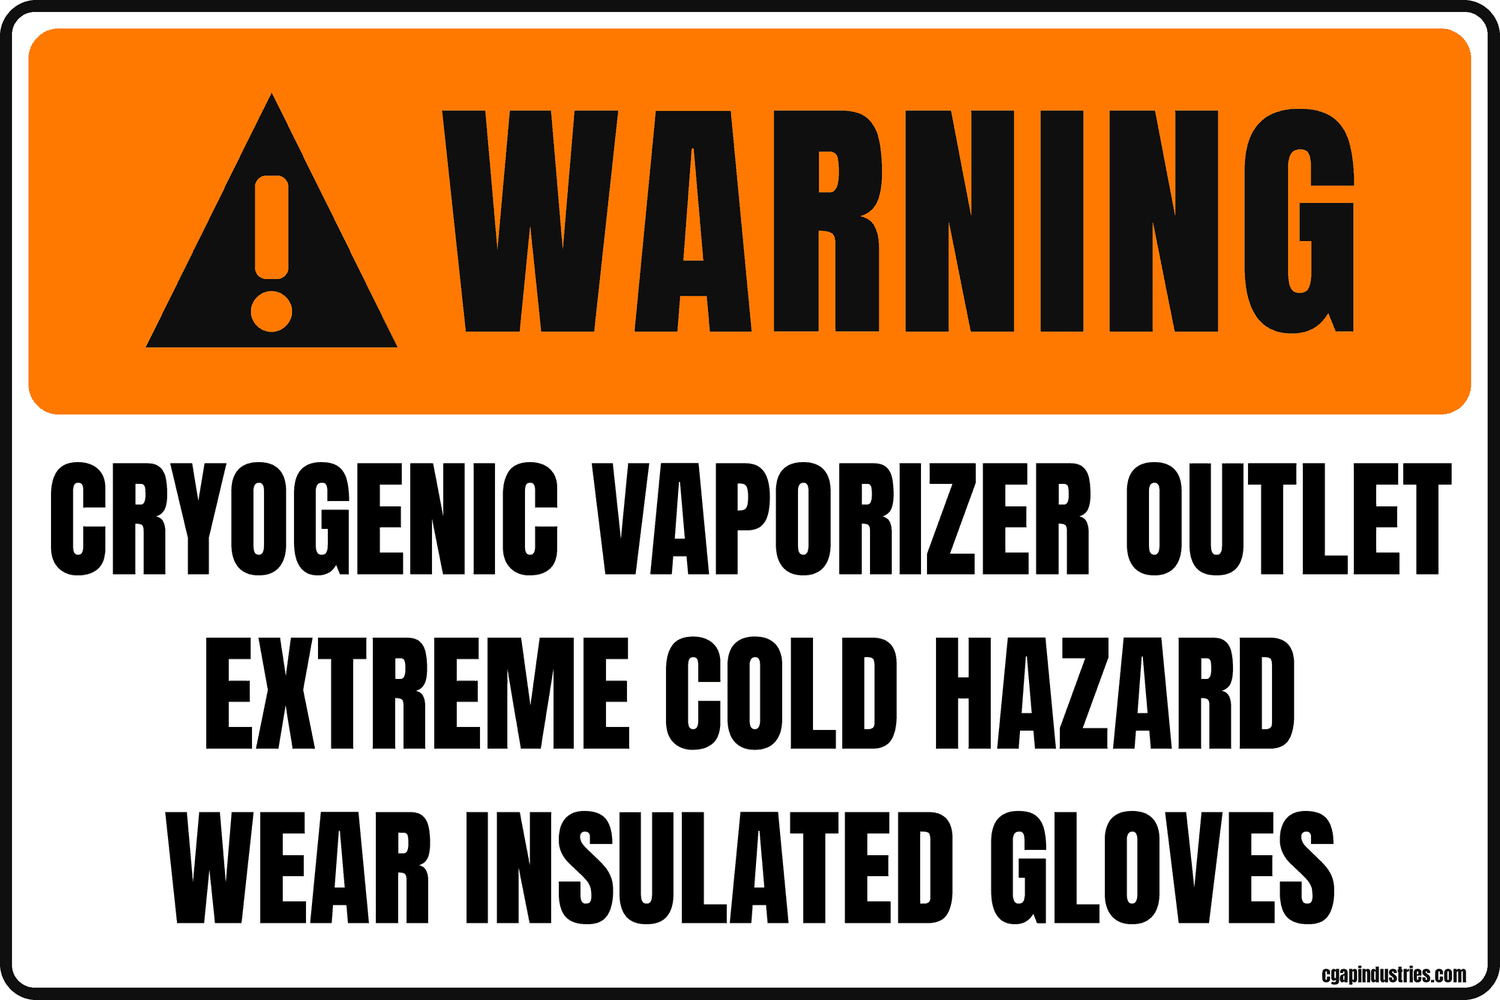 WARNING
CRYOGENIC VAPORIZER OUTLET
EXTREME COLD HAZARD
WEAR INSULATED GLOVES
cgapindustries.com